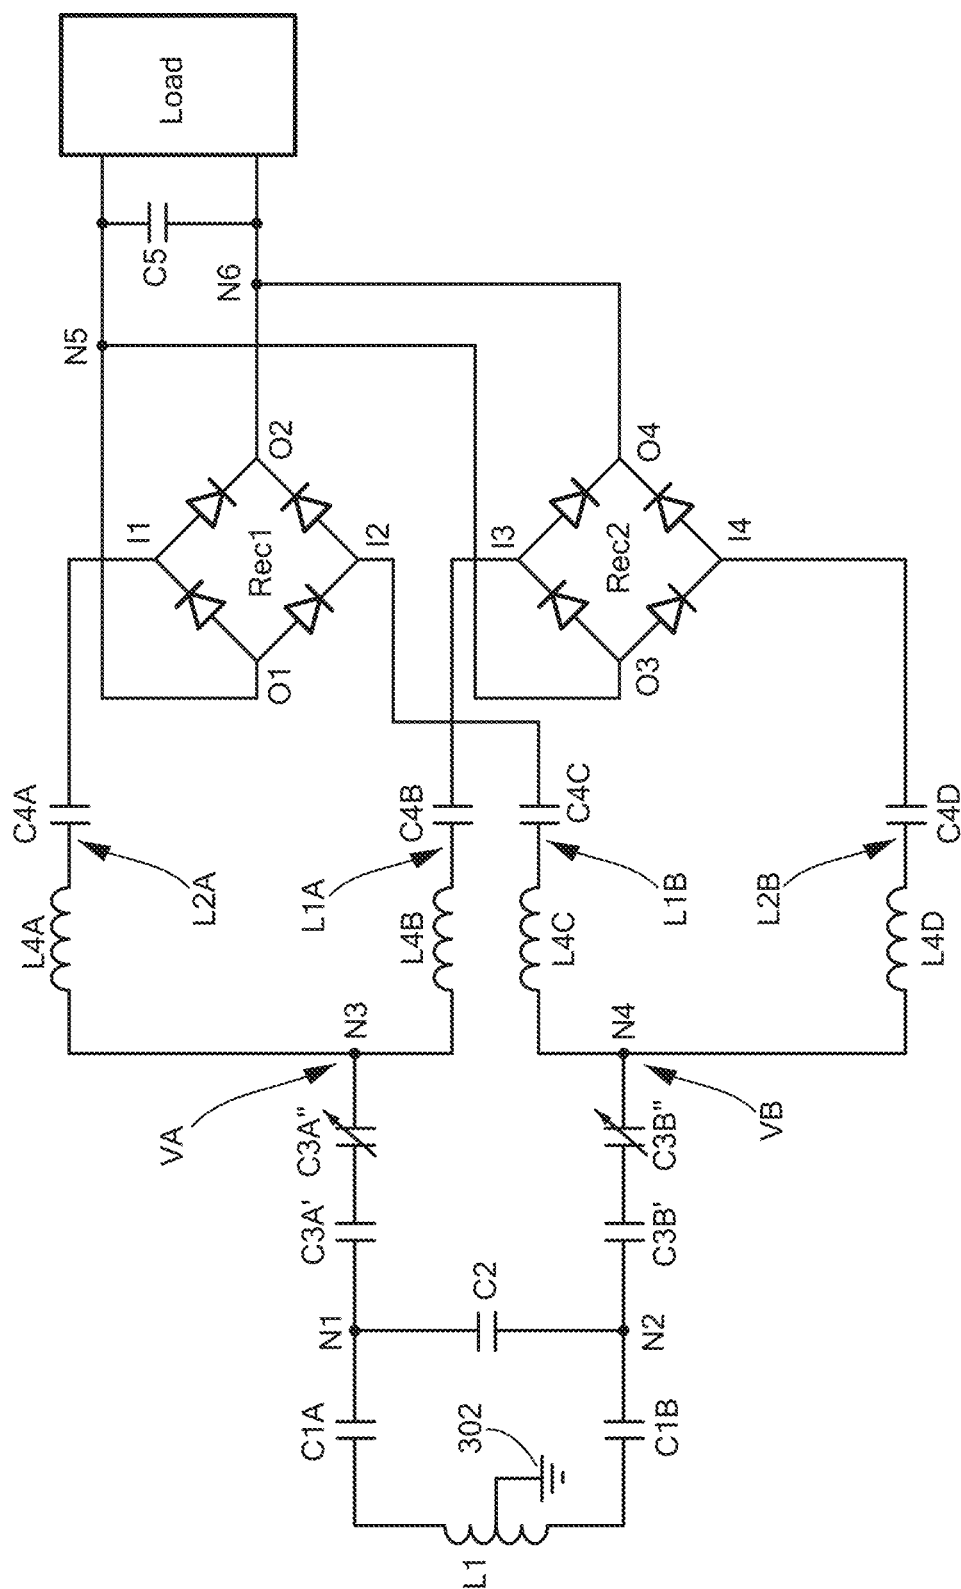 L1
302
C1A
C1B
N1
C2
N2
C3A'
C3B'
C3A"
C3B"
VA
VB
N3
N4
L4A
L4B
L4C
L4D
L2A
L1A
L1B
L2B
C4A
C4B
C4C
C4D
O1
O3
I1
Rec1
I2
I3
Rec2
I4
O2
O4
N5
N6
C5
Load